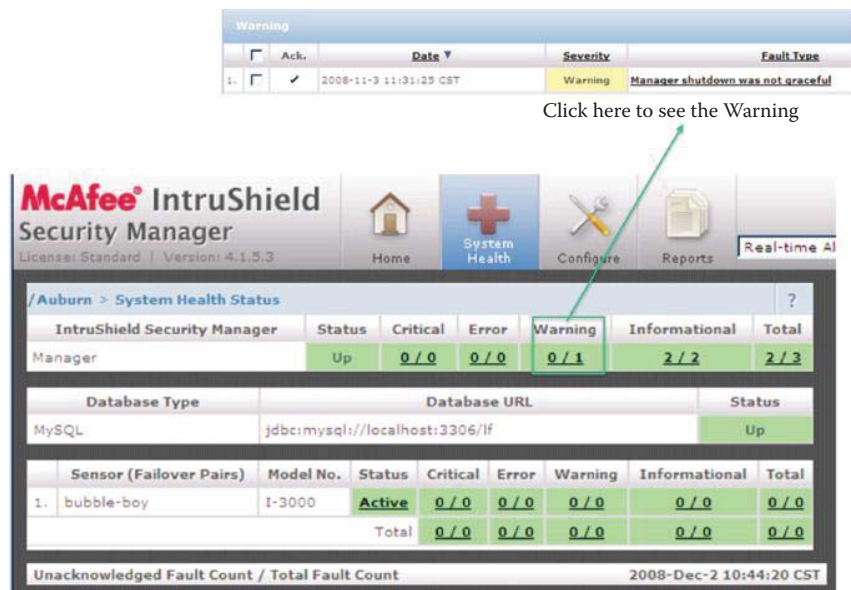 Warning
Ack. Date Severity Fault Type
1. 2008-11-3 11:31:25 CST Warning Manager shutdown was not graceful
Click here to see the Warning
McAfee® IntruShield
Security Manager
License: Standard | Version: 4.1.5.3
Home
System Health
Configure
Reports
Real-time Al
/Auburn > System Health Status ?
IntruShield Security Manager Status Critical Error Warning Informational Total
Manager Up 0 / 0 0 / 0 0 / 1 2 / 2 2 / 3
Database Type Database URL Status
MySQL jdbc:mysql://localhost:3306/lf Up
Sensor (Failover Pairs) Model No. Status Critical Error Warning Informational Total
1. bubble-boy I-3000 Active 0 / 0 0 / 0 0 / 0 0 / 0 0 / 0
Total 0 / 0 0 / 0 0 / 0 0 / 0 0 / 0
Unacknowledged Fault Count / Total Fault Count 2008-Dec-2 10:44:20 CST